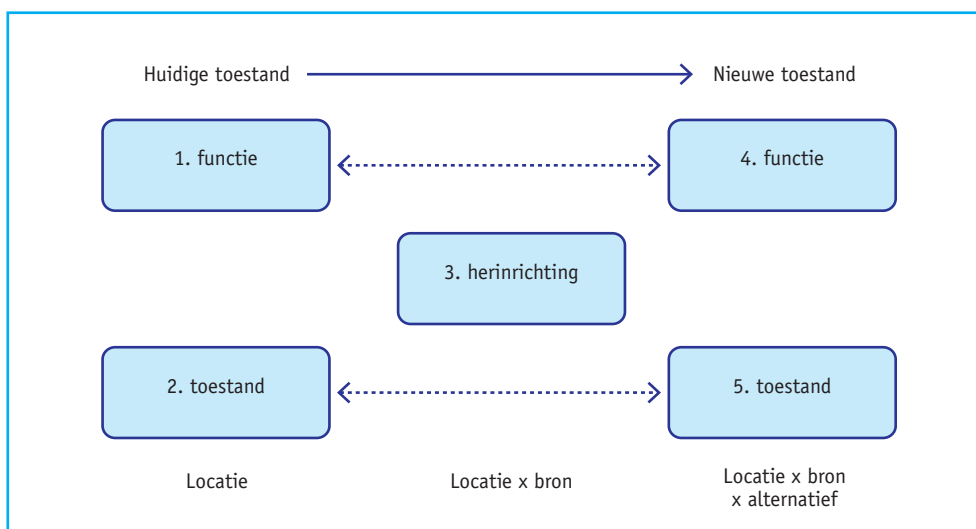 Huidige toestand
Nieuwe toestand
1. functie
4. functie
3. herinrichting
2. toestand
5. toestand
Locatie
Locatie x bron
Locatie x bron
x alternatief